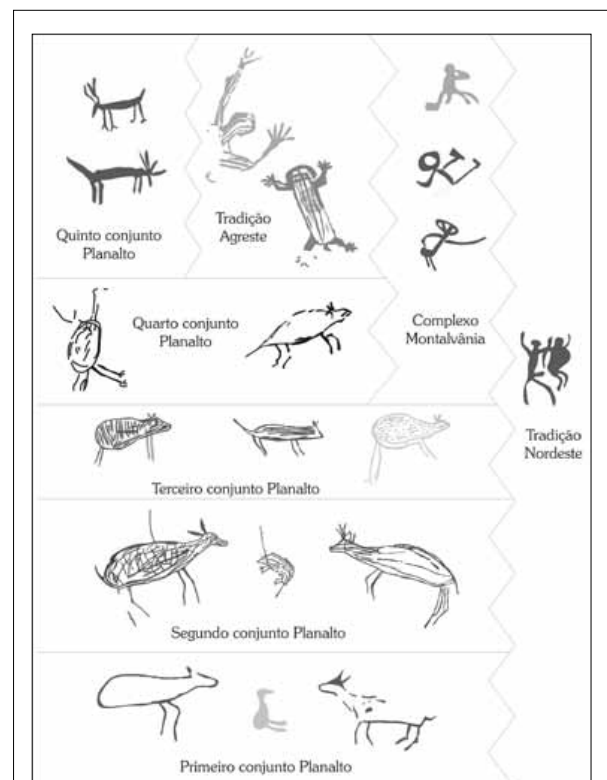 Quinto conjunto
Planalto
Tradição
Agreste
Quarto conjunto
Planalto
Complexo
Montalvânia
Tradição
Nordeste
Terceiro conjunto Planalto
Segundo conjunto Planalto
Primeiro conjunto Planalto